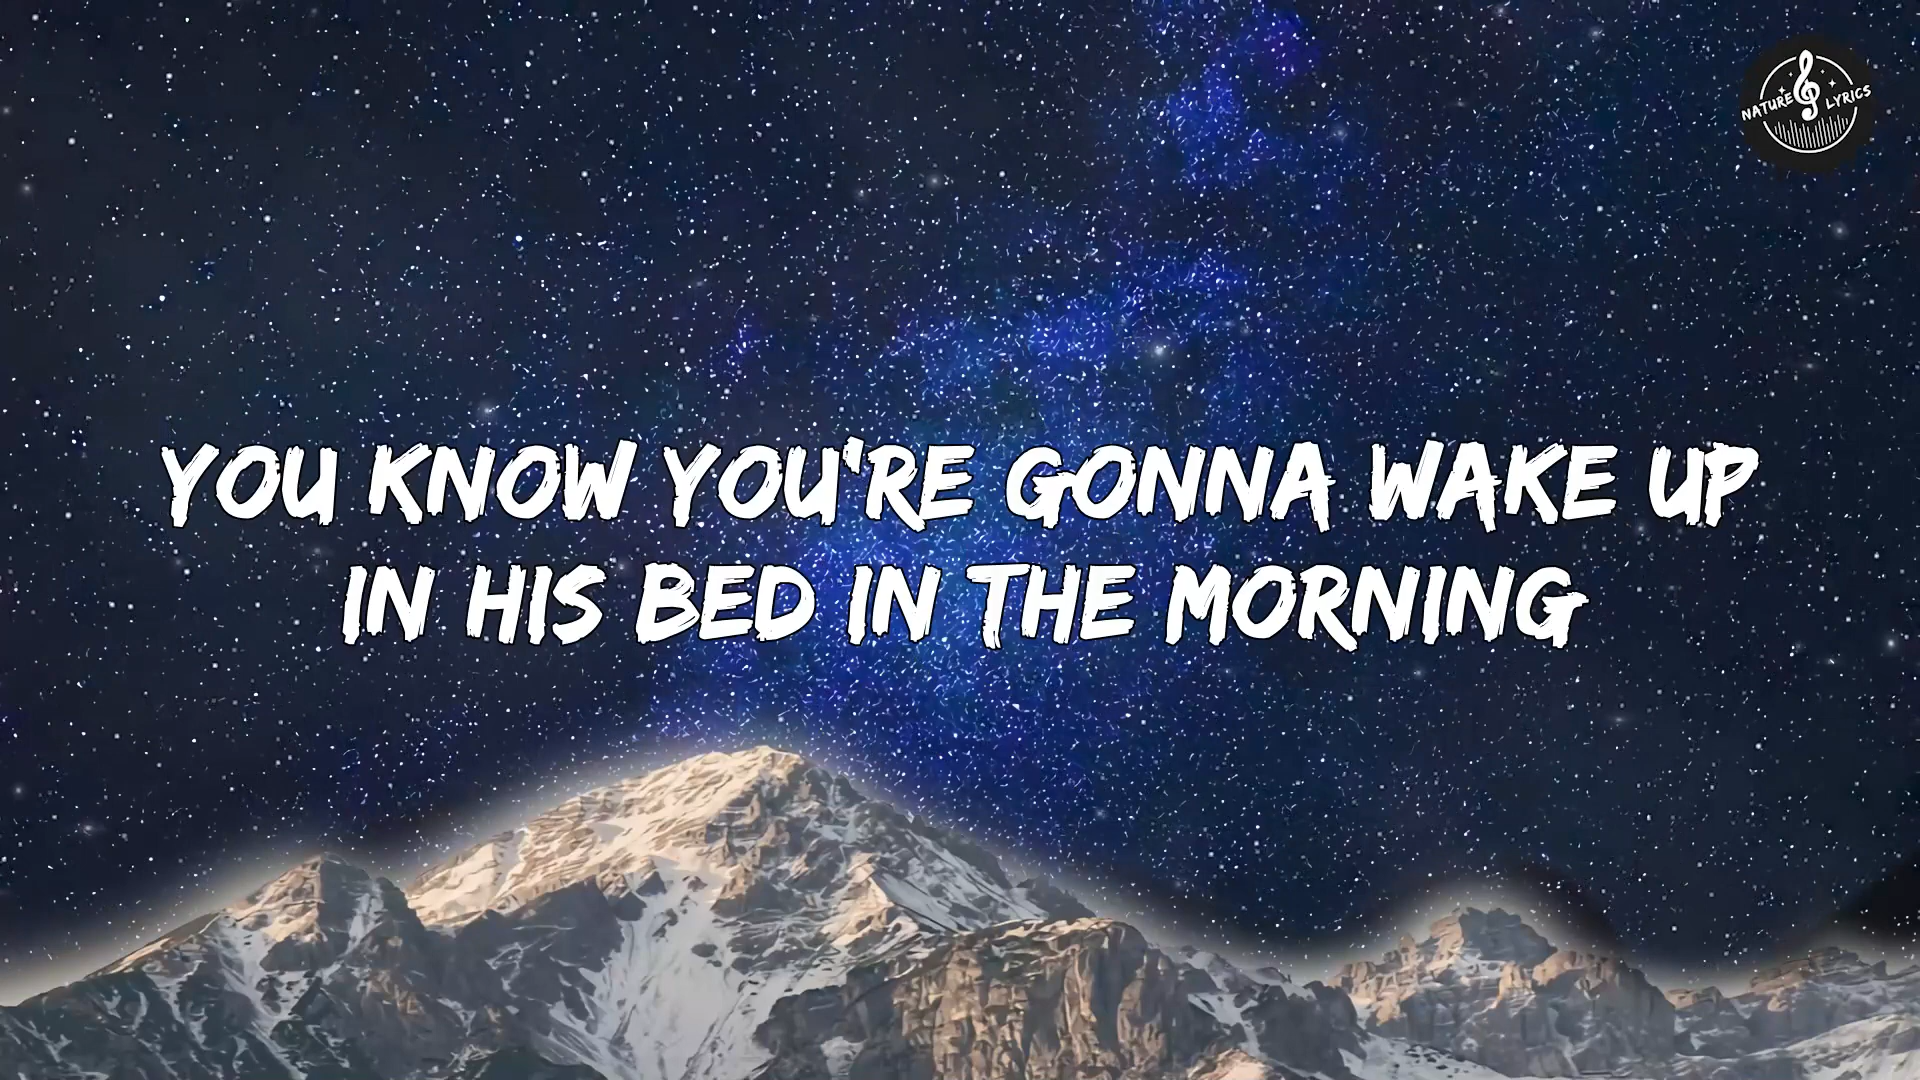 NATURE LYRICS
YOU KNOW YOU'RE GONNA WAKE UP
IN HIS BED IN THE MORNING